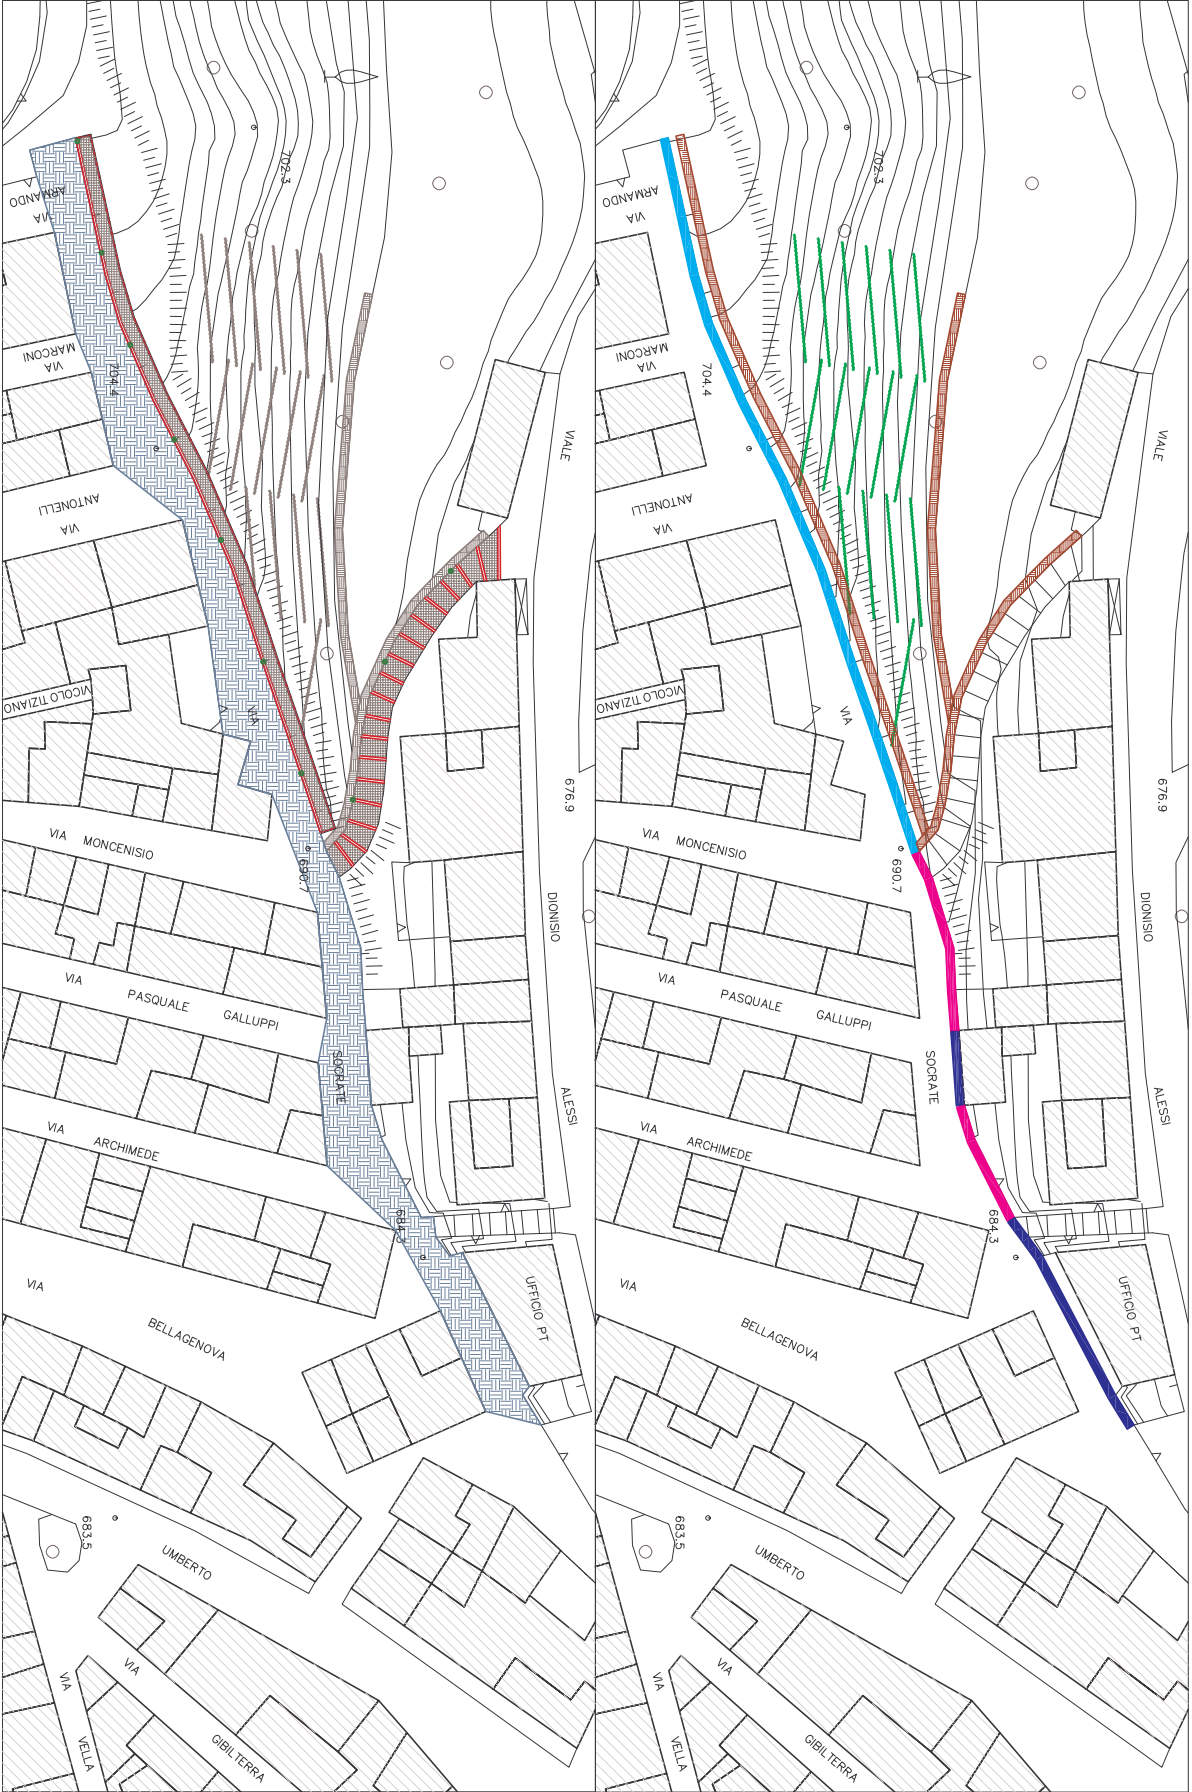 702.3
ARMANDO
VIA
MARCONI
VIA
704.4
VIALE
ANTONELLI
VIA
VICOLO TIZIANO
VIA
676.9
VIA MONCENISIO
690.7
DIONISIO
VIA PASQUALE GALLUPPI
SOCRATE
ALESSI
VIA ARCHIMEDE
684.3
VIA BELLAGENOVA
UFFICIO PT
683.5
UMBERTO
VIA
VIA GIBILTERRA
VELLA
702.3
ARMANDO
VIA
MARCONI
VIA
704.4
VIALE
ANTONELLI
VIA
VICOLO TIZIANO
VIA
676.9
VIA MONCENISIO
690.7
DIONISIO
VIA PASQUALE GALLUPPI
SOCRATE
ALESSI
VIA ARCHIMEDE
684.3
VIA BELLAGENOVA
UFFICIO PT
683.5
UMBERTO
VIA
VIA GIBILTERRA
VELLA